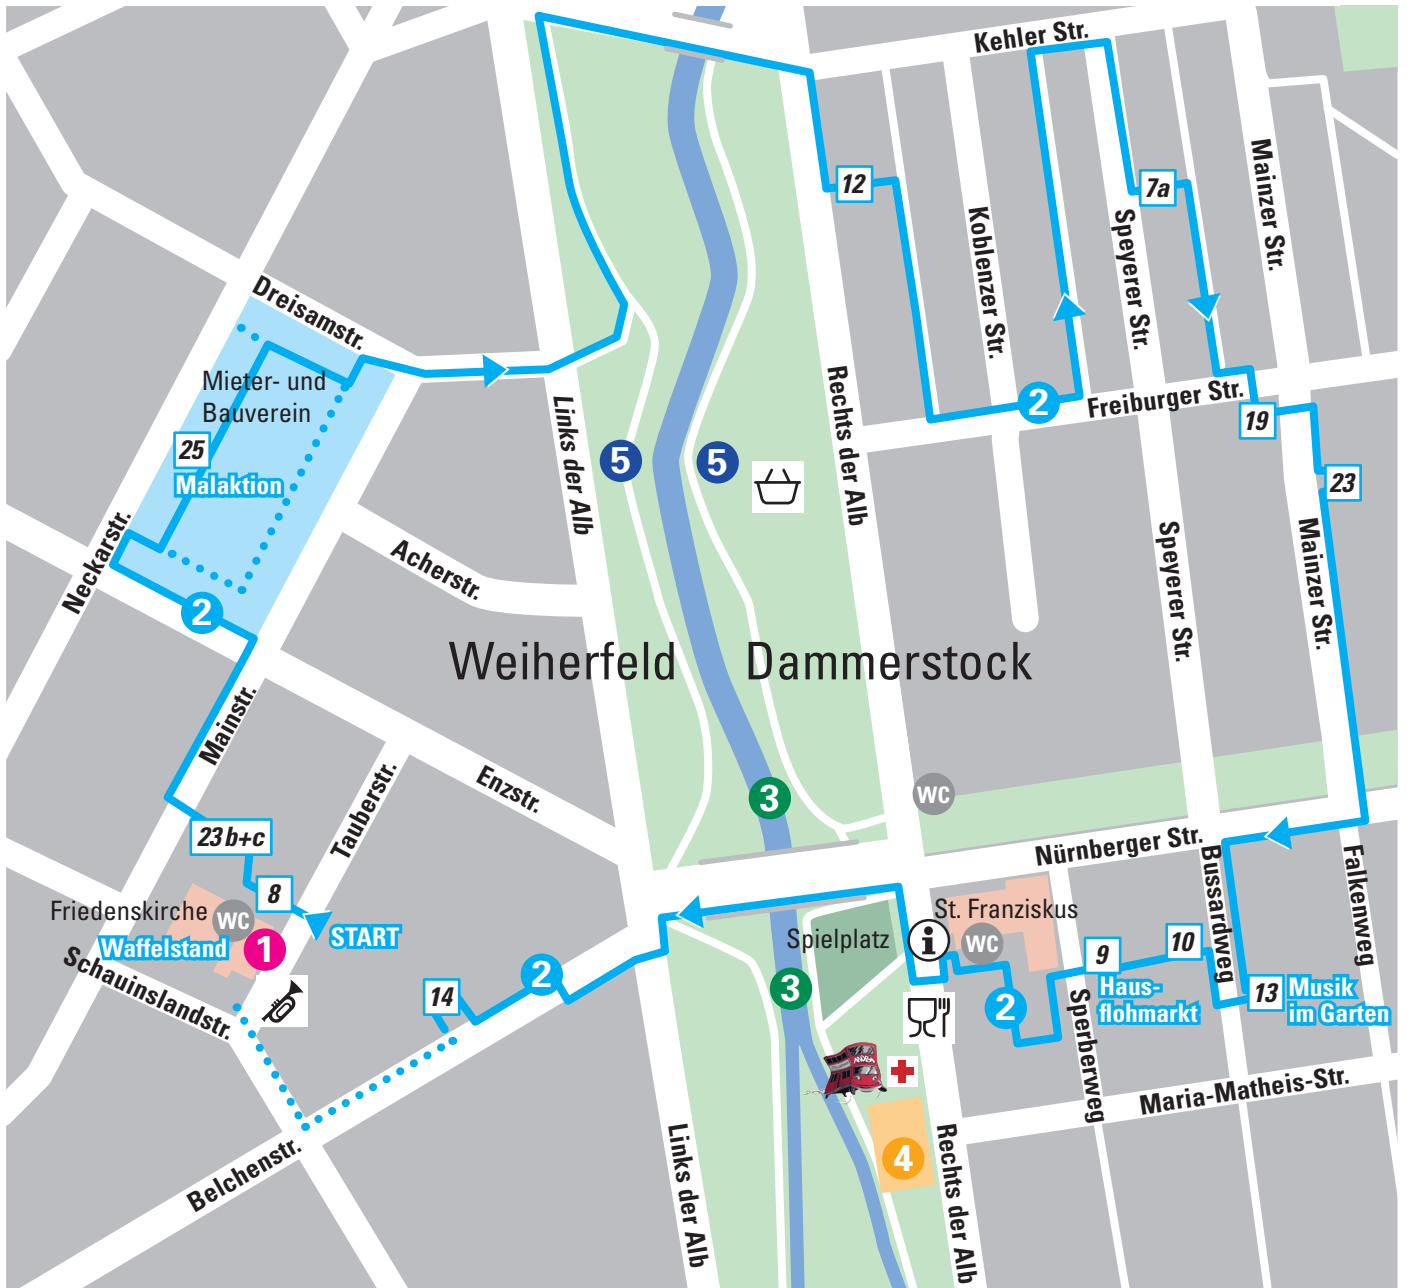 Kehler Str.
12
7a
Mainzer Str.
Koblenzer Str.
Speyerer Str.
Dreisamstr.
Mieter- und
Bauverein
25
Malaktion
Links der Alb
5
5
Rechts der Alb
2
Freiburger Str.
19
23
Neckarstr.
2
Acherstr.
Speyerer Str.
Mainzer Str.
Weiherfeld
Dammerstock
Mainstr.
Enzstr.
Tauberstr.
3
WC
23 b+c
8
Nürnberger Str.
Bussardweg
Falkenweg
Friedenskirche
WC
Waffelstand
1
START
Schauinslandstr.
14
2
Spielplatz
i
St. Franziskus
WC
3
2
9
Haus-
flohmarkt
10
13
Musik
im Garten
Sperberweg
Maria-Matheis-Str.
4
Belchenstr.
Links der Alb
Rechts der Alb